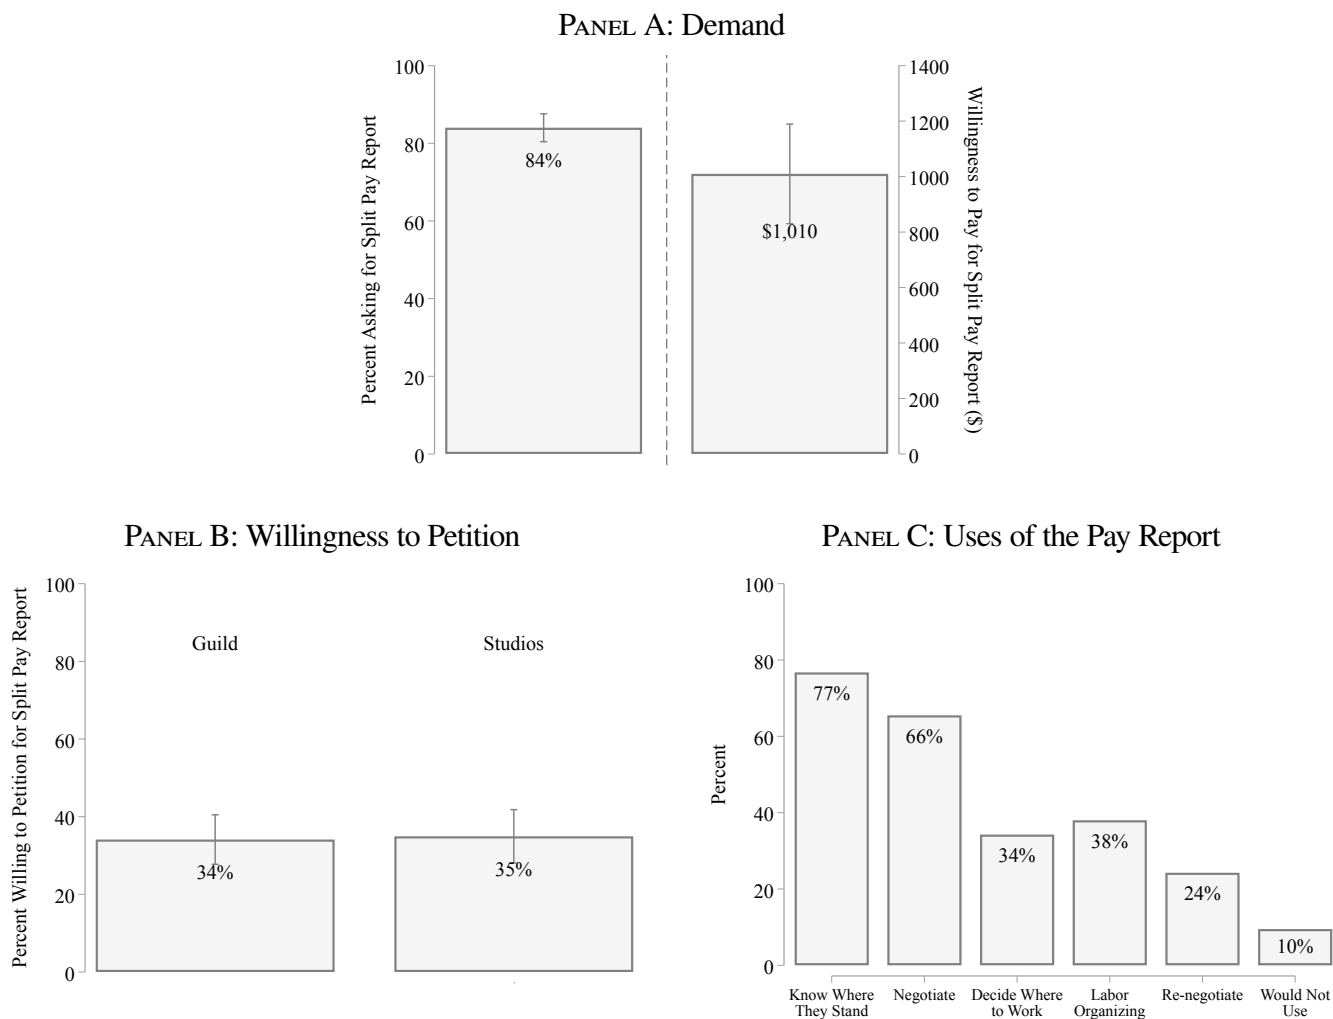 PANEL A: Demand
Percent Asking for Split Pay Report
100
80
60
40
20
0
84%
$1,010
1400
1200
1000
800
600
400
200
0
Willingness to Pay for Split Pay Report ($)
PANEL B: Willingness to Petition
Percent Willing to Petition for Split Pay Report
100
80
60
40
20
0
Guild
Studios
34%
35%
PANEL C: Uses of the Pay Report
Percent
100
80
60
40
20
0
77%
66%
34%
38%
24%
10%
Know Where
They Stand
Negotiate
Decide Where
to Work
Labor
Organizing
Re-negotiate
Would Not
Use